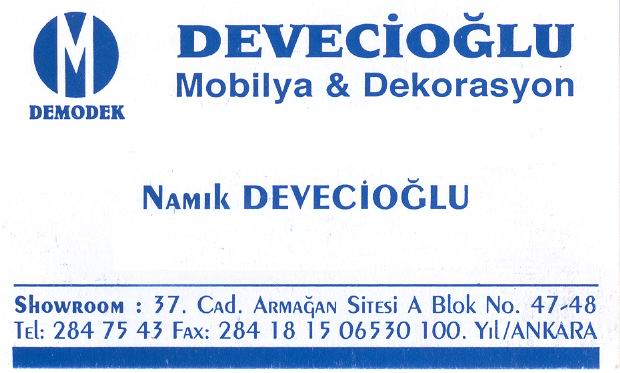 DEVECİOĞLU
Mobilya & Dekorasyon
M
DEMODEK
Namık DEVECİOĞLU
Showroom : 37. Cad. Armağan Sitesi A Blok No. 47-48
Tel: 284 75 43 Fax: 284 18 15 06530 100. Yıl/ANKARA